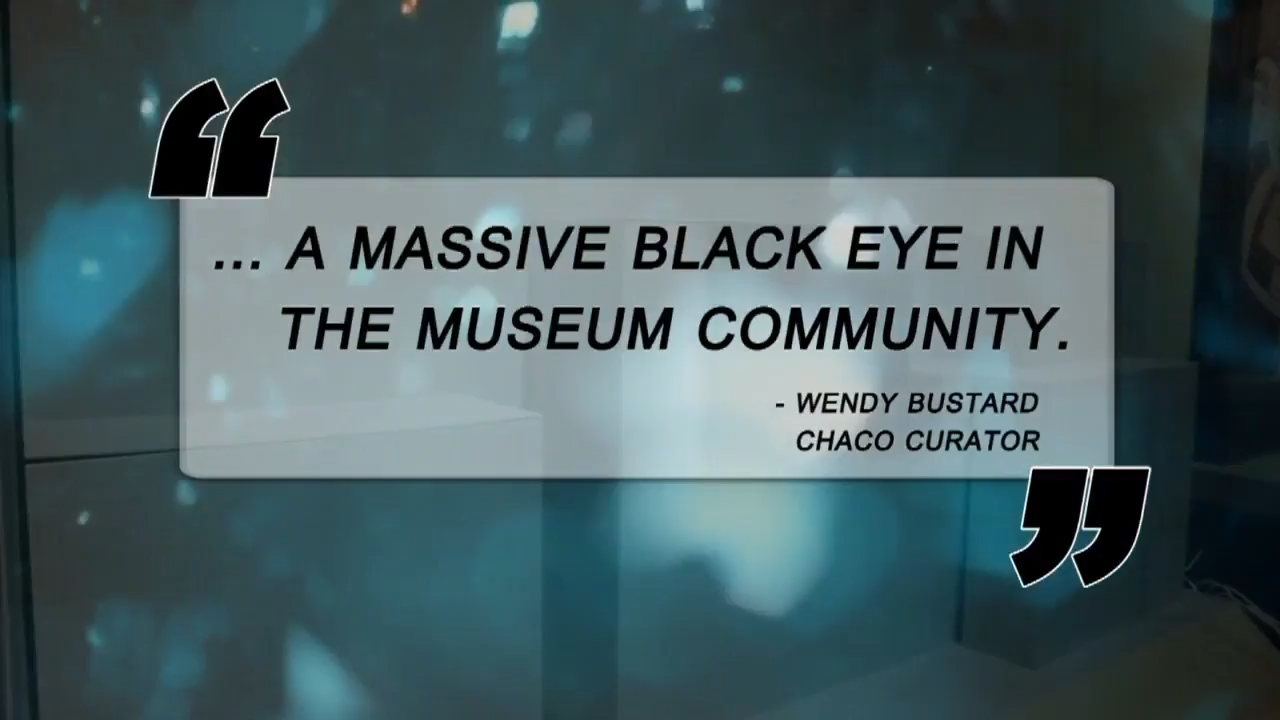 “
... A MASSIVE BLACK EYE IN
THE MUSEUM COMMUNITY.
- WENDY BUSTARD
CHACO CURATOR
”